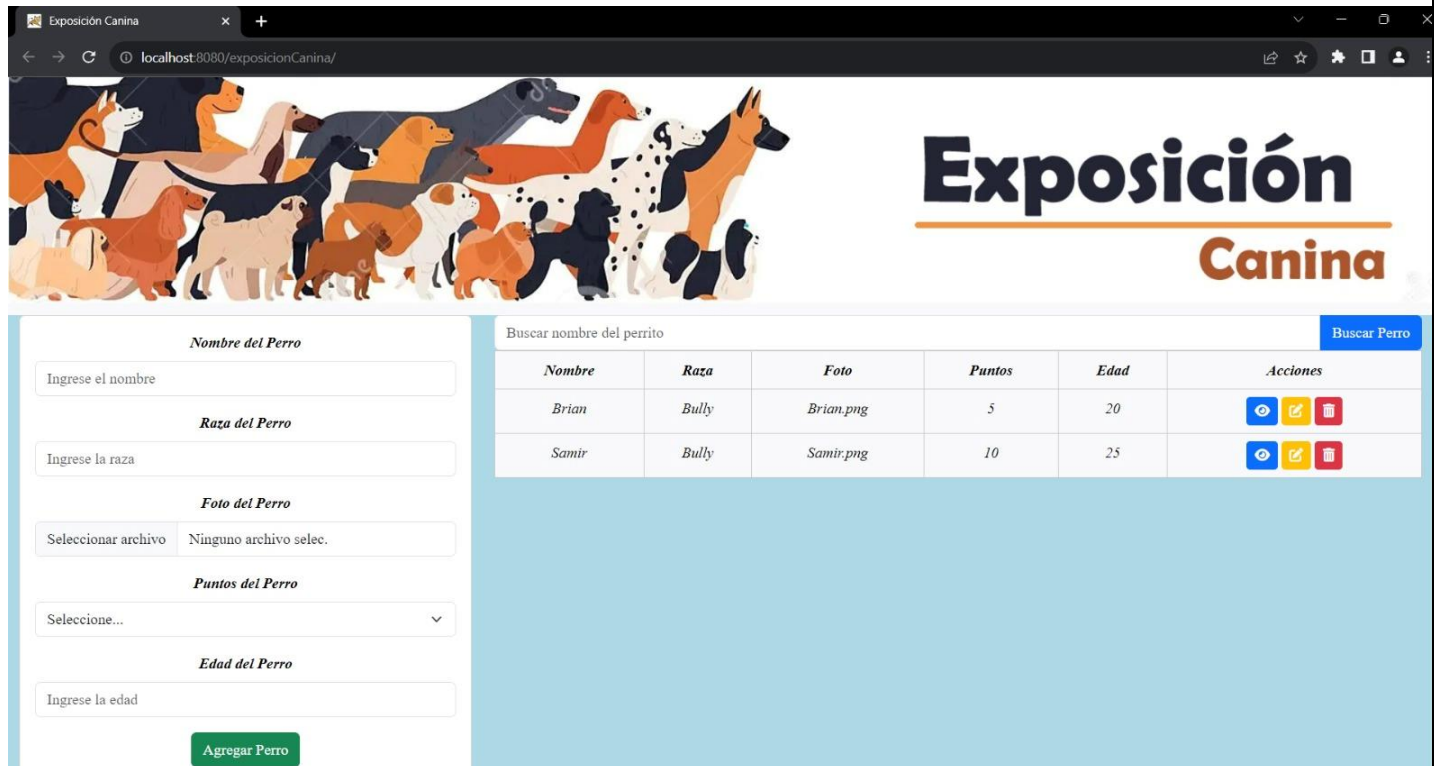 Exposición Canina
localhost:8080/exposicionCanina/
Exposición
Canina
Nombre del Perro
Ingrese el nombre
Raza del Perro
Ingrese la raza
Foto del Perro
Seleccionar archivo Ninguno archivo selec.
Puntos del Perro
Seleccione...
Edad del Perro
Ingrese la edad
Agregar Perro
Buscar nombre del perrito Buscar Perro
Nombre Raza Foto Puntos Edad Acciones
Brian Bully Brian.png 5 20
Samir Bully Samir.png 10 25